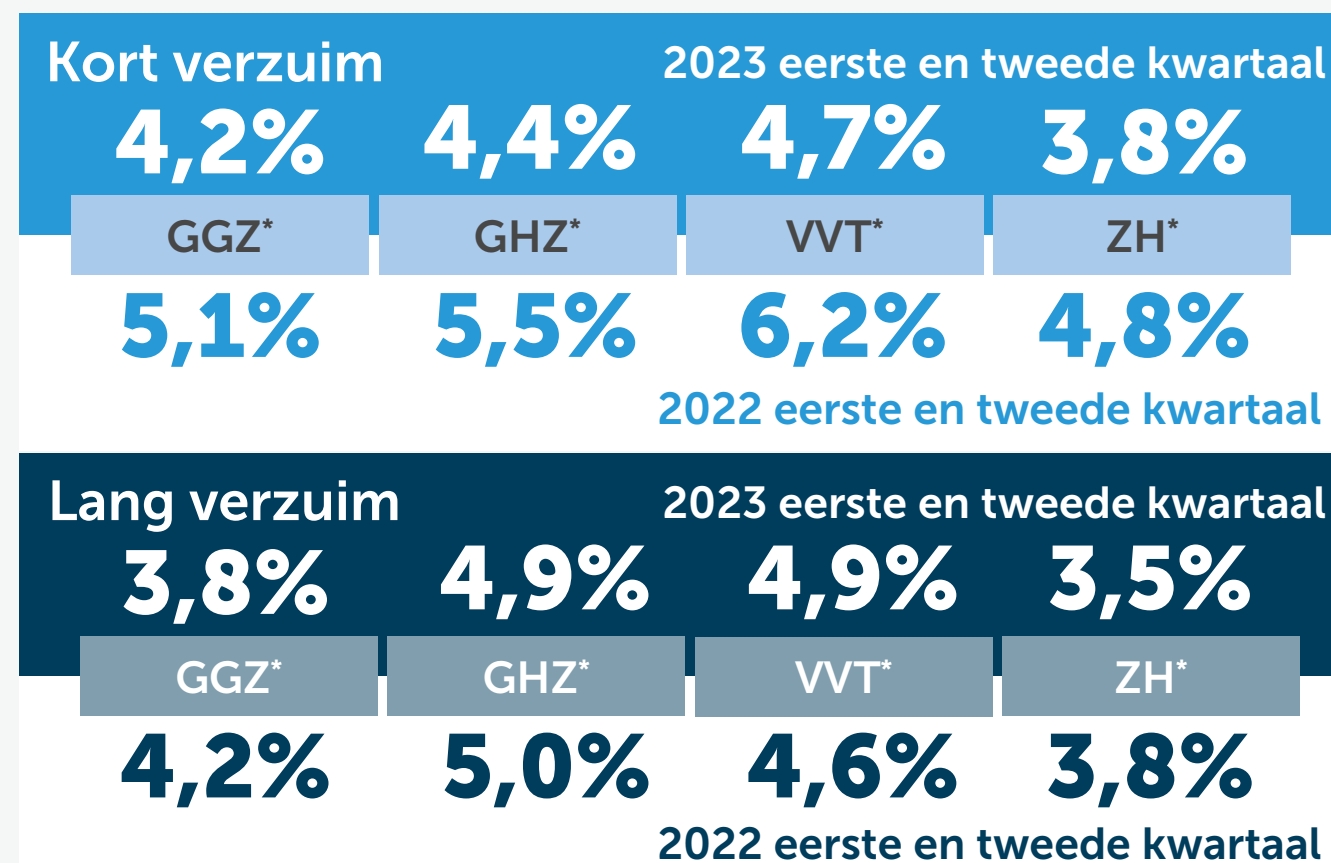 Kort verzuim 2023 eerste en tweede kwartaal
4,2% 4,4% 4,7% 3,8%
GGZ* GHZ* VVT* ZH*
5,1% 5,5% 6,2% 4,8%
2022 eerste en tweede kwartaal
Lang verzuim 2023 eerste en tweede kwartaal
3,8% 4,9% 4,9% 3,5%
GGZ* GHZ* VVT* ZH*
4,2% 5,0% 4,6% 3,8%
2022 eerste en tweede kwartaal